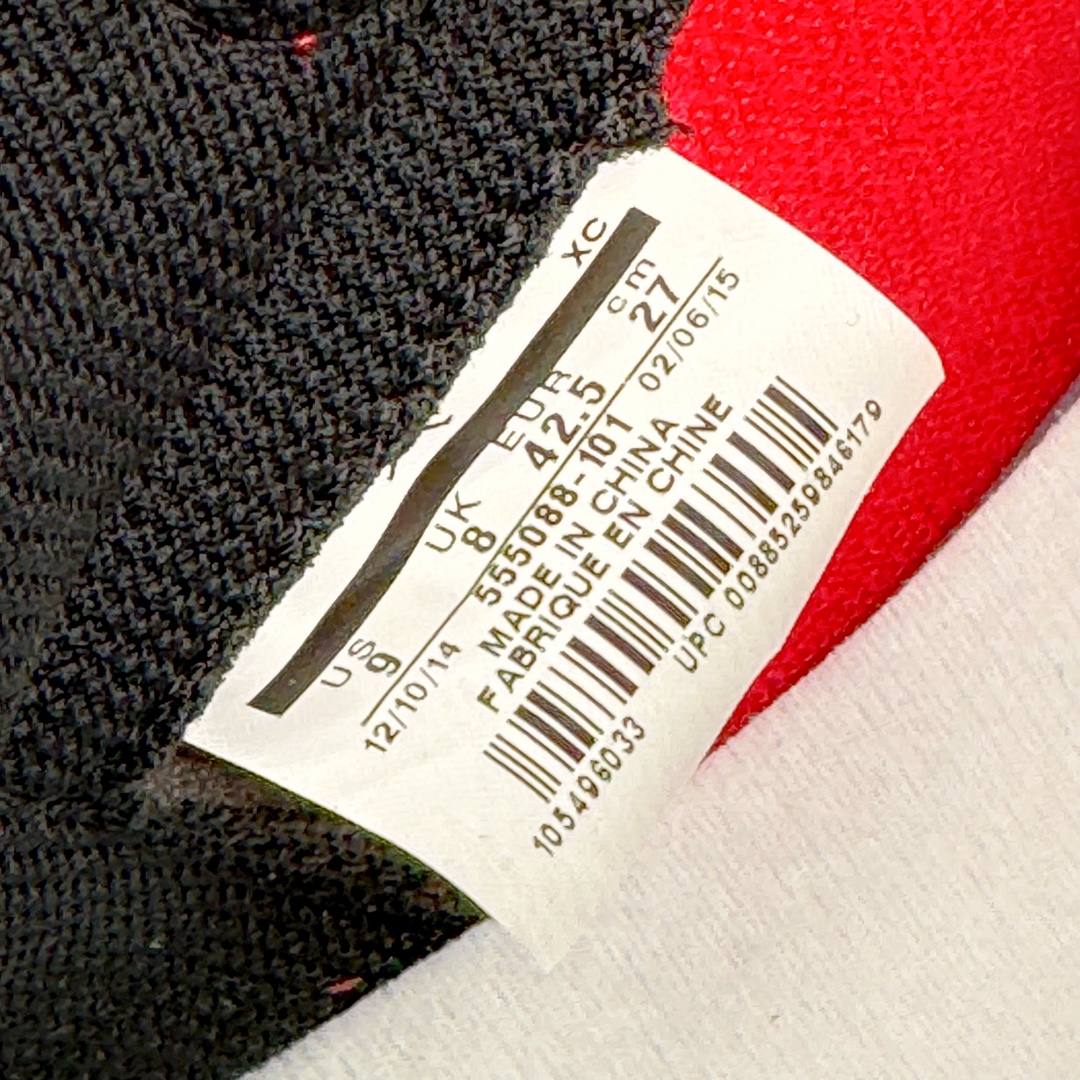 XC
US UK EUR cm
9 8 42.5 27
12/10/14 555088-101 02/06/15
MADE IN CHINA
FABRIQUE EN CHINE
105496033 UPC 00885259846179